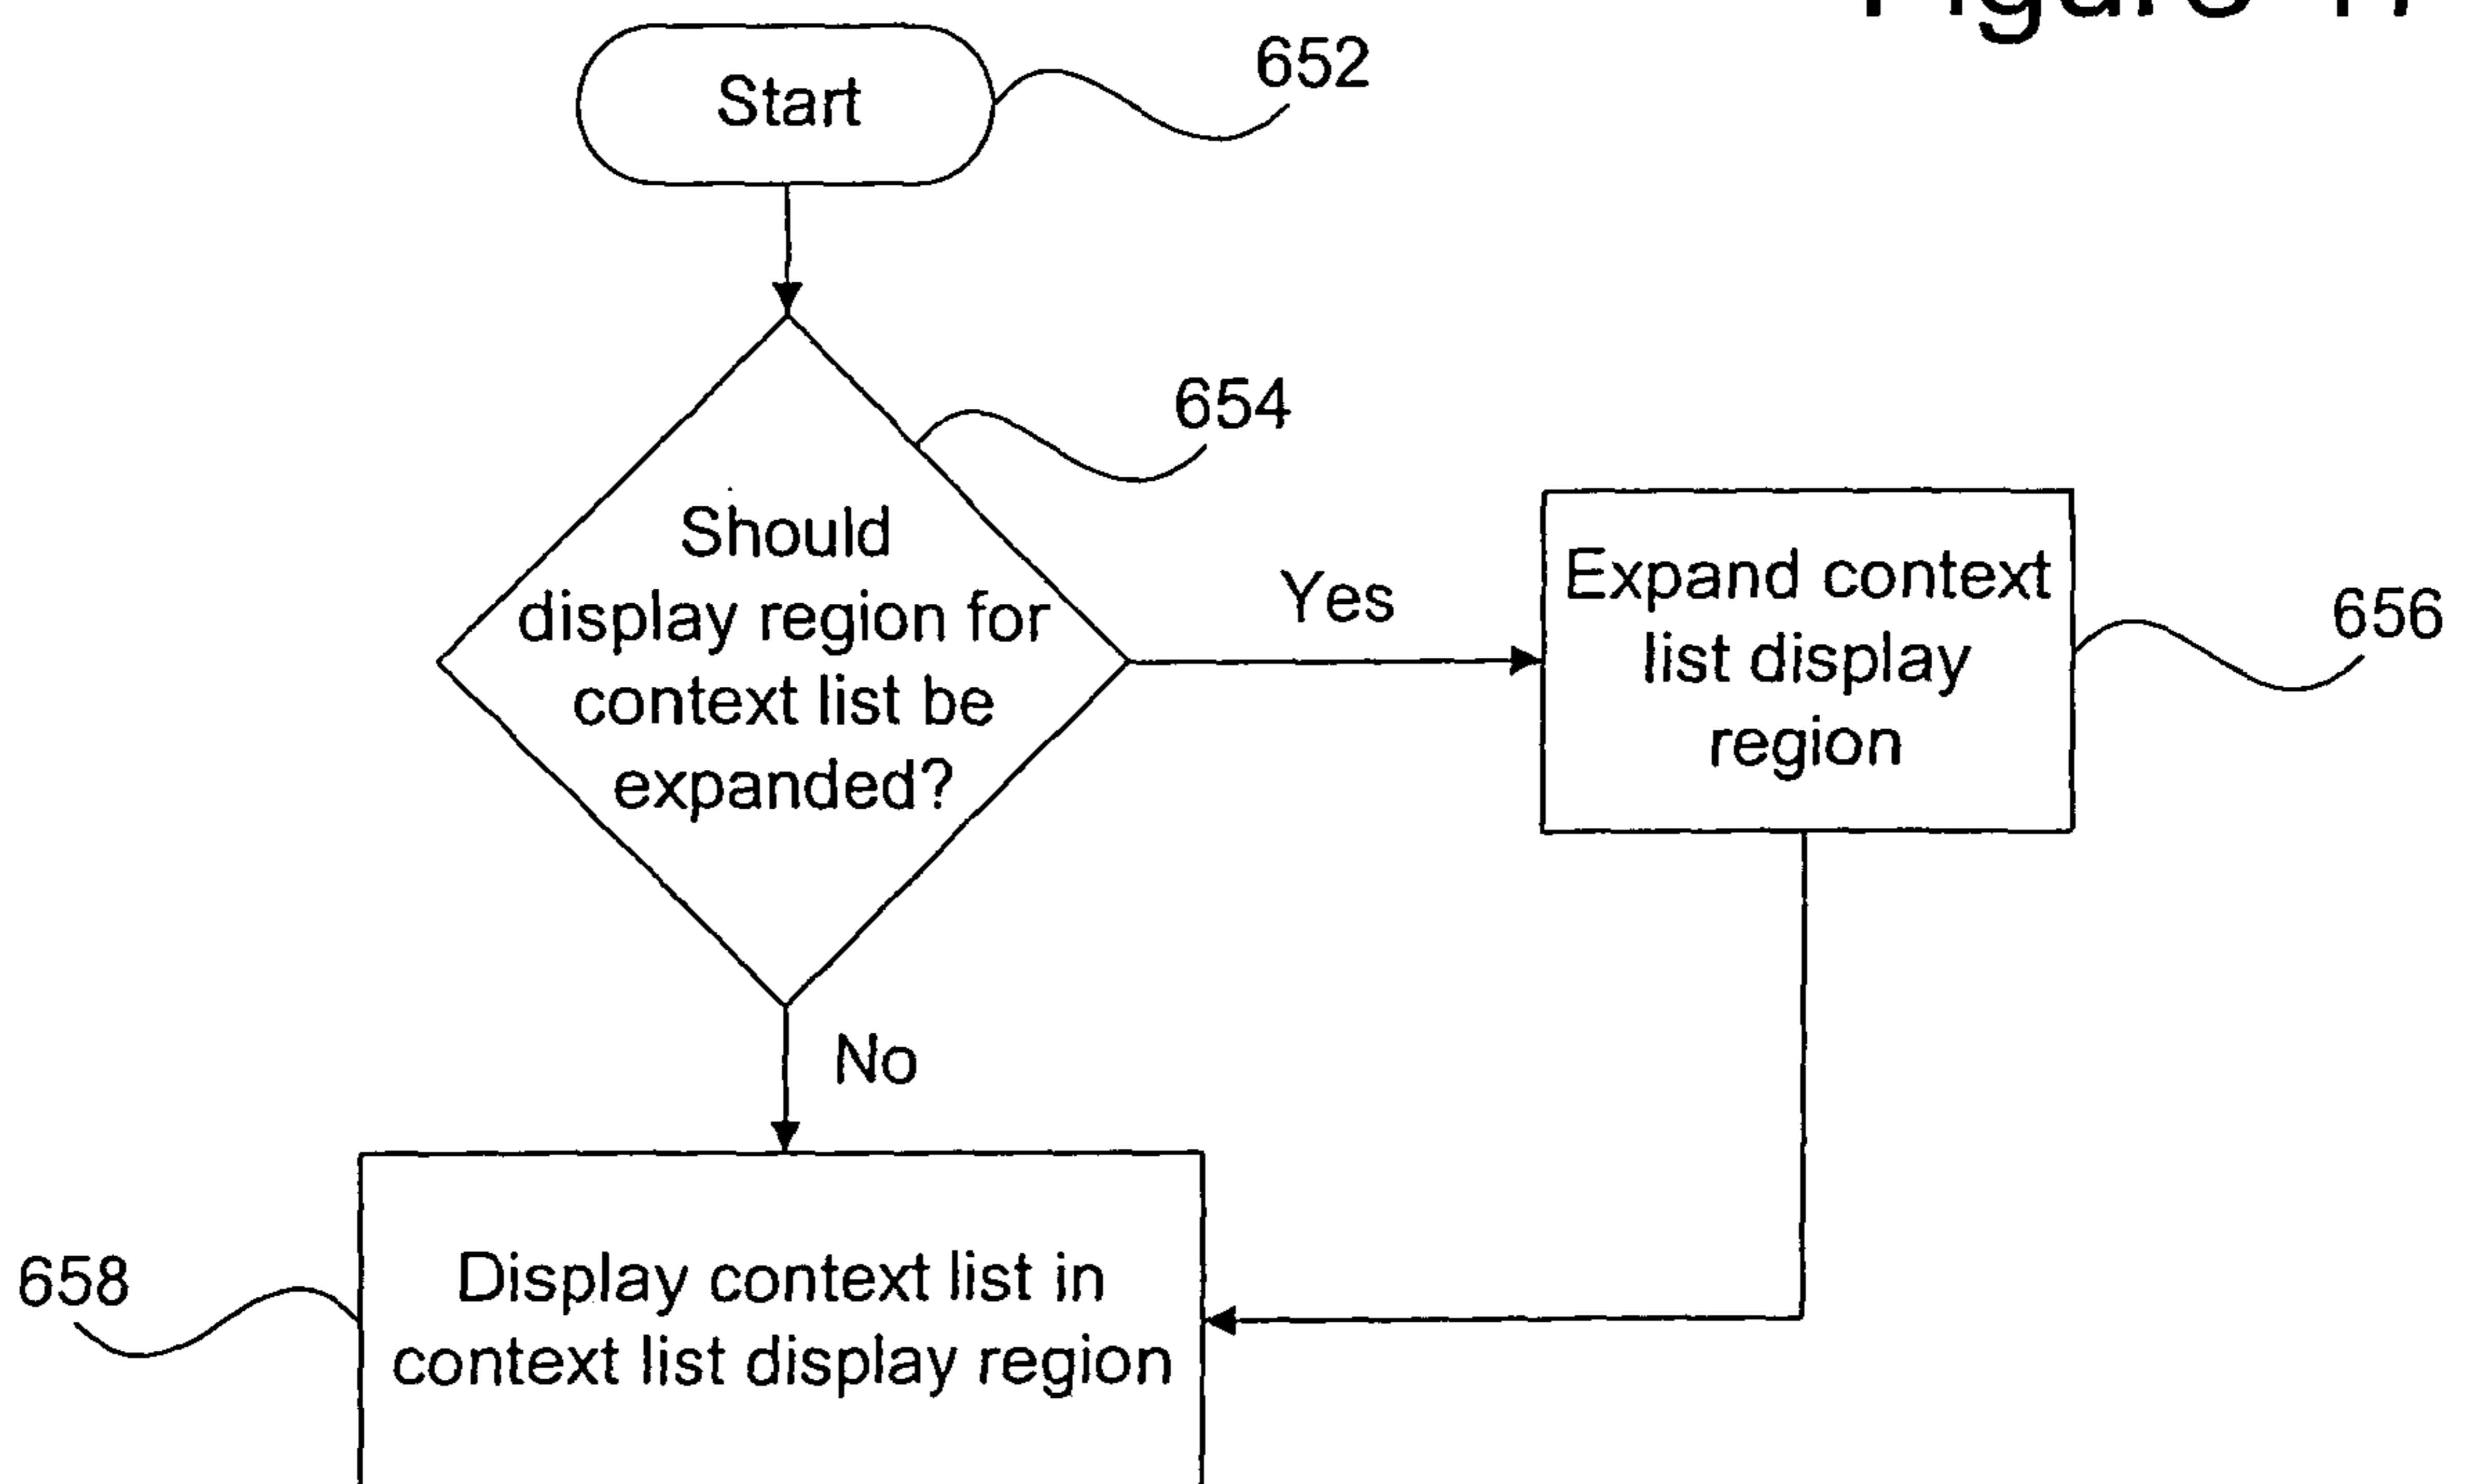 Figure
652
Start
654
Should
display region for
context list be
expanded?
Yes
Expand context
list display
region
656
No
658
Display context list in
context list display region